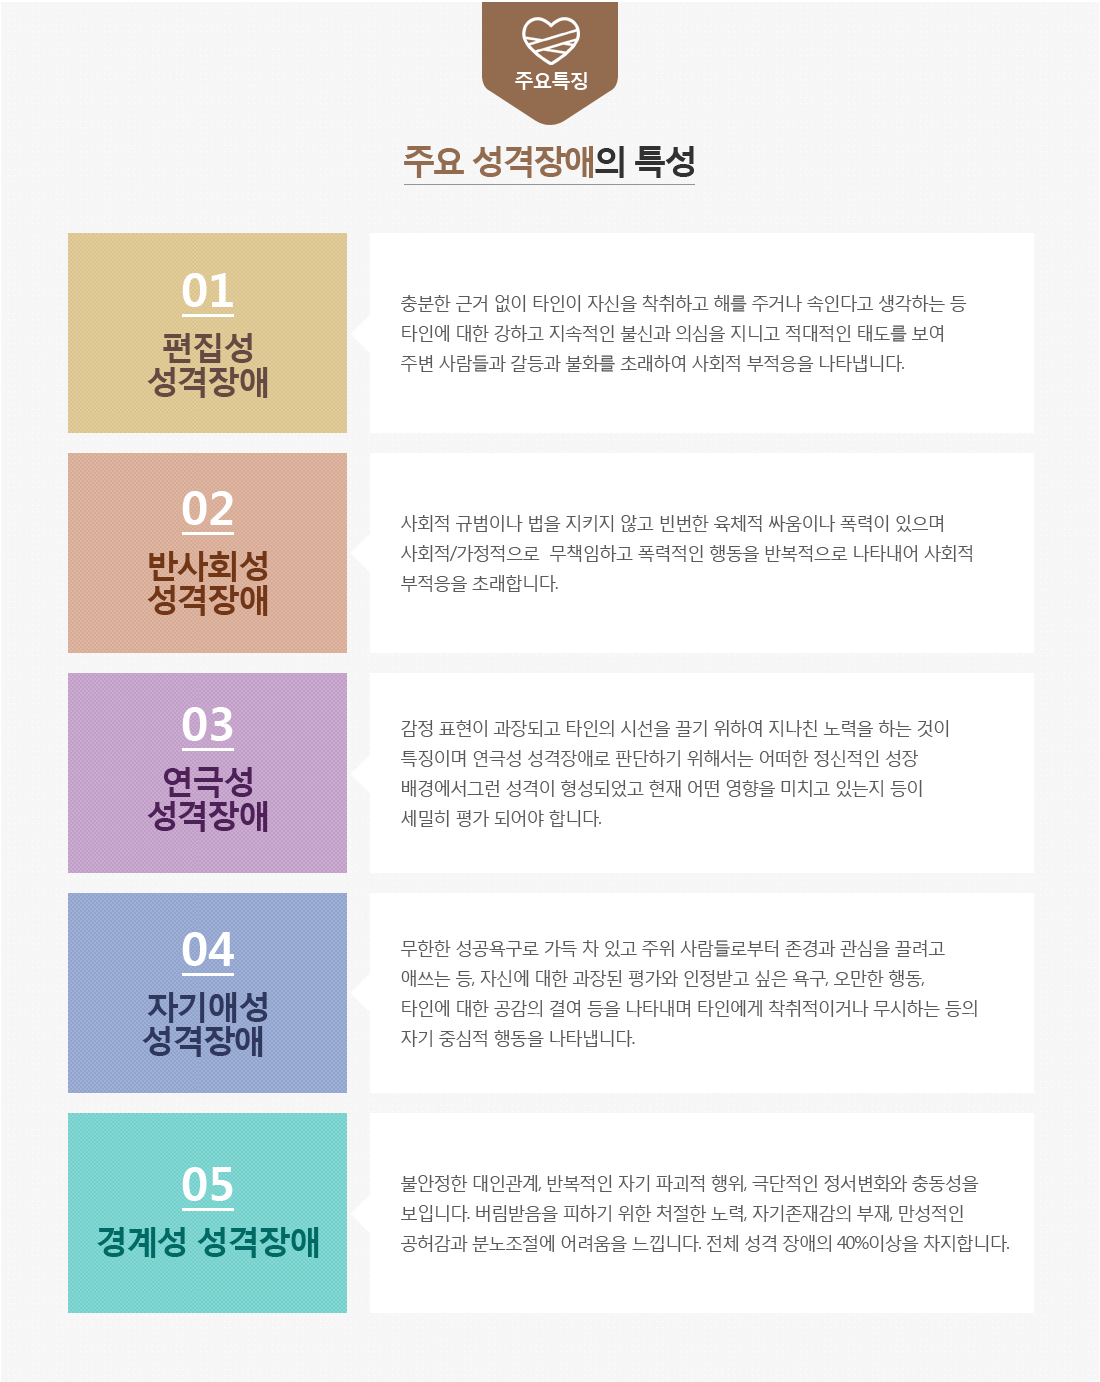 주요특징
주요 성격장애의 특성
01
편집성
성격장애
충분한 근거 없이 타인이 자신을 착취하고 해를 주거나 속인다고 생각하는 등
타인에 대한 강하고 지속적인 불신과 의심을 지니고 적대적인 태도를 보여
주변 사람들과 갈등과 불화를 초래하여 사회적 부적응을 나타냅니다.
02
반사회성
성격장애
사회적 규범이나 법을 지키지 않고 빈번한 육체적 싸움이나 폭력이 있으며
사회적/가정적으로  무책임하고 폭력적인 행동을 반복적으로 나타내어 사회적
부적응을 초래합니다.
03
연극성
성격장애
감정 표현이 과장되고 타인의 시선을 끌기 위하여 지나친 노력을 하는 것이
특징이며 연극성 성격장애로 판단하기 위해서는 어떠한 정신적인 성장
배경에서그런 성격이 형성되었고 현재 어떤 영향을 미치고 있는지 등이
세밀히 평가 되어야 합니다.
04
자기애성
성격장애
무한한 성공욕구로 가득 차 있고 주위 사람들로부터 존경과 관심을 끌려고
애쓰는 등, 자신에 대한 과장된 평가와 인정받고 싶은 욕구, 오만한 행동,
타인에 대한 공감의 결여 등을 나타내며 타인에게 착취적이거나 무시하는 등의
자기 중심적 행동을 나타냅니다.
05
경계성 성격장애
불안정한 대인관계, 반복적인 자기 파괴적 행위, 극단적인 정서변화와 충동성을
보입니다. 버림받음을 피하기 위한 처절한 노력, 자기존재감의 부재, 만성적인
공허감과 분노조절에 어려움을 느낍니다. 전체 성격 장애의 40%이상을 차지합니다.